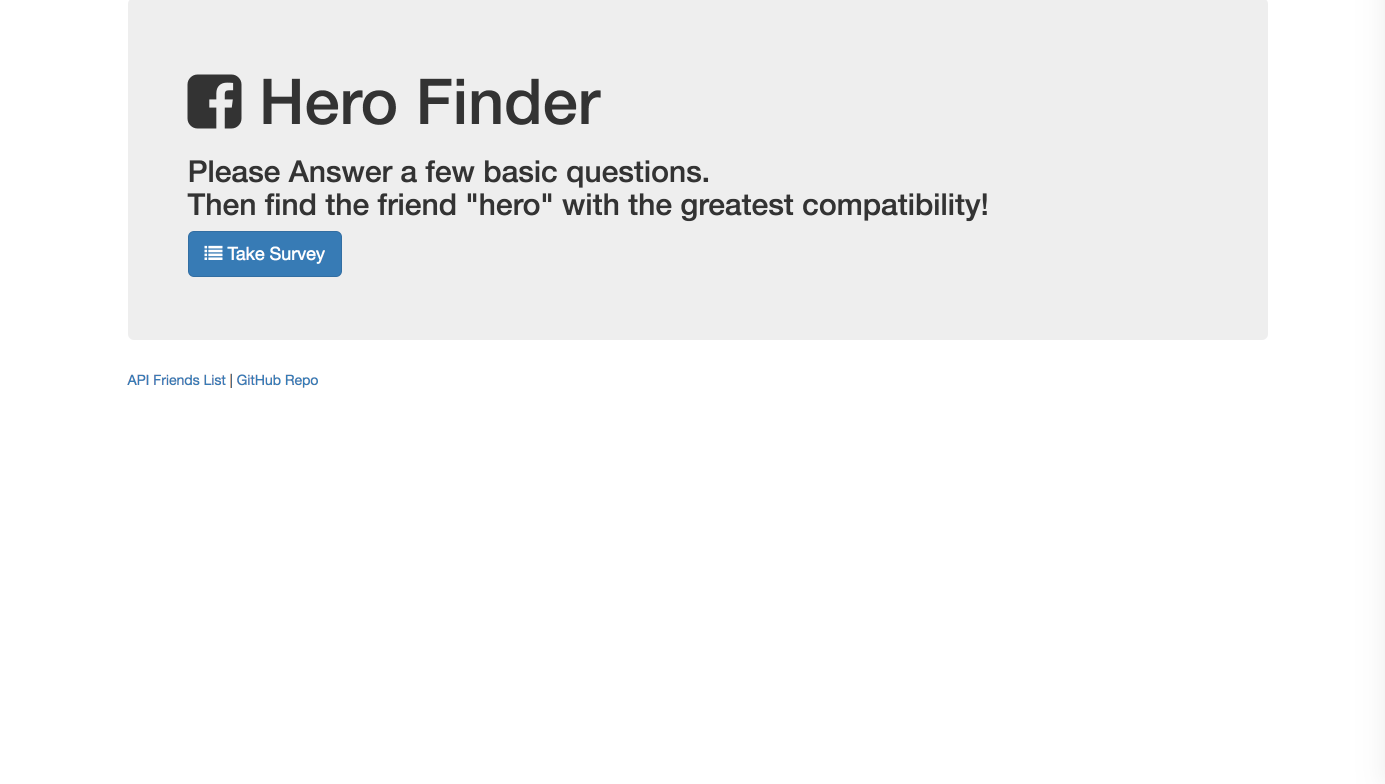 Hero Finder
Please Answer a few basic questions.
Then find the friend "hero" with the greatest compatibility!
Take Survey
API Friends List | GitHub Repo